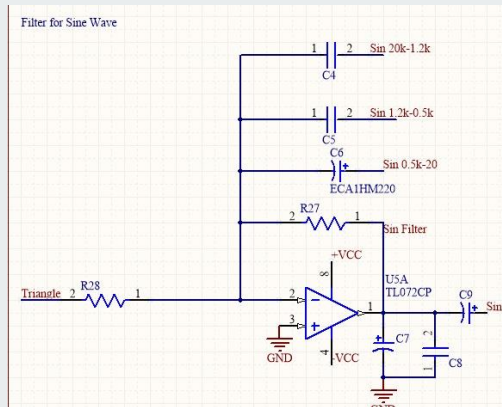 Filter for Sine Wave
1 2 Sin 20k-1.2k
C4
1 2 Sin 1.2k-0.5k
C5
C6
+ Sin 0.5k-20
ECA1HM220
R27
2 1
Sin Filter
+VCC
8
U5A
TL072CP
Triangle 2 R28 1
2 - 1
3 +
GND
4
-VCC
+ C7
2
1
C8
C9
+ Sin
GND